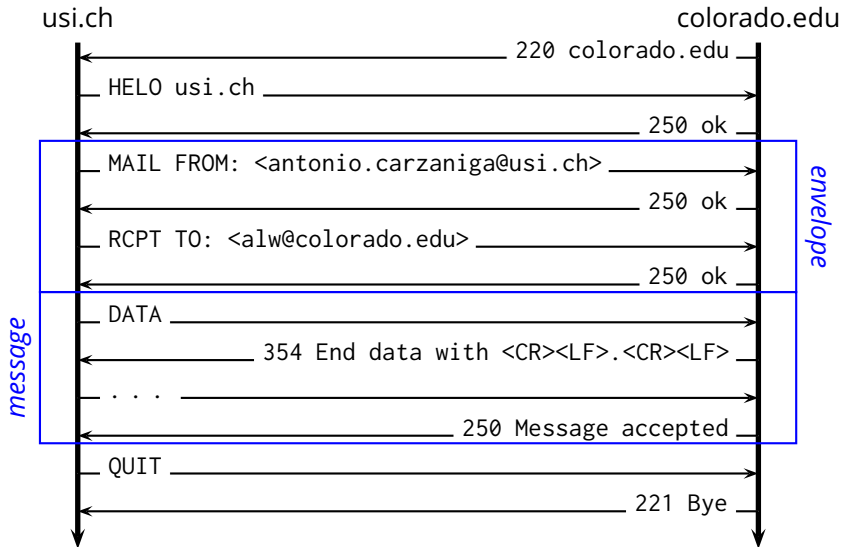 usi.ch
colorado.edu
220 colorado.edu
HELO usi.ch
250 ok
MAIL FROM: <antonio.carzaniga@usi.ch>
250 ok
envelope
RCPT TO: <alw@colorado.edu>
250 ok
DATA
message
354 End data with <CR><LF>.<CR><LF>
. . .
250 Message accepted
QUIT
221 Bye